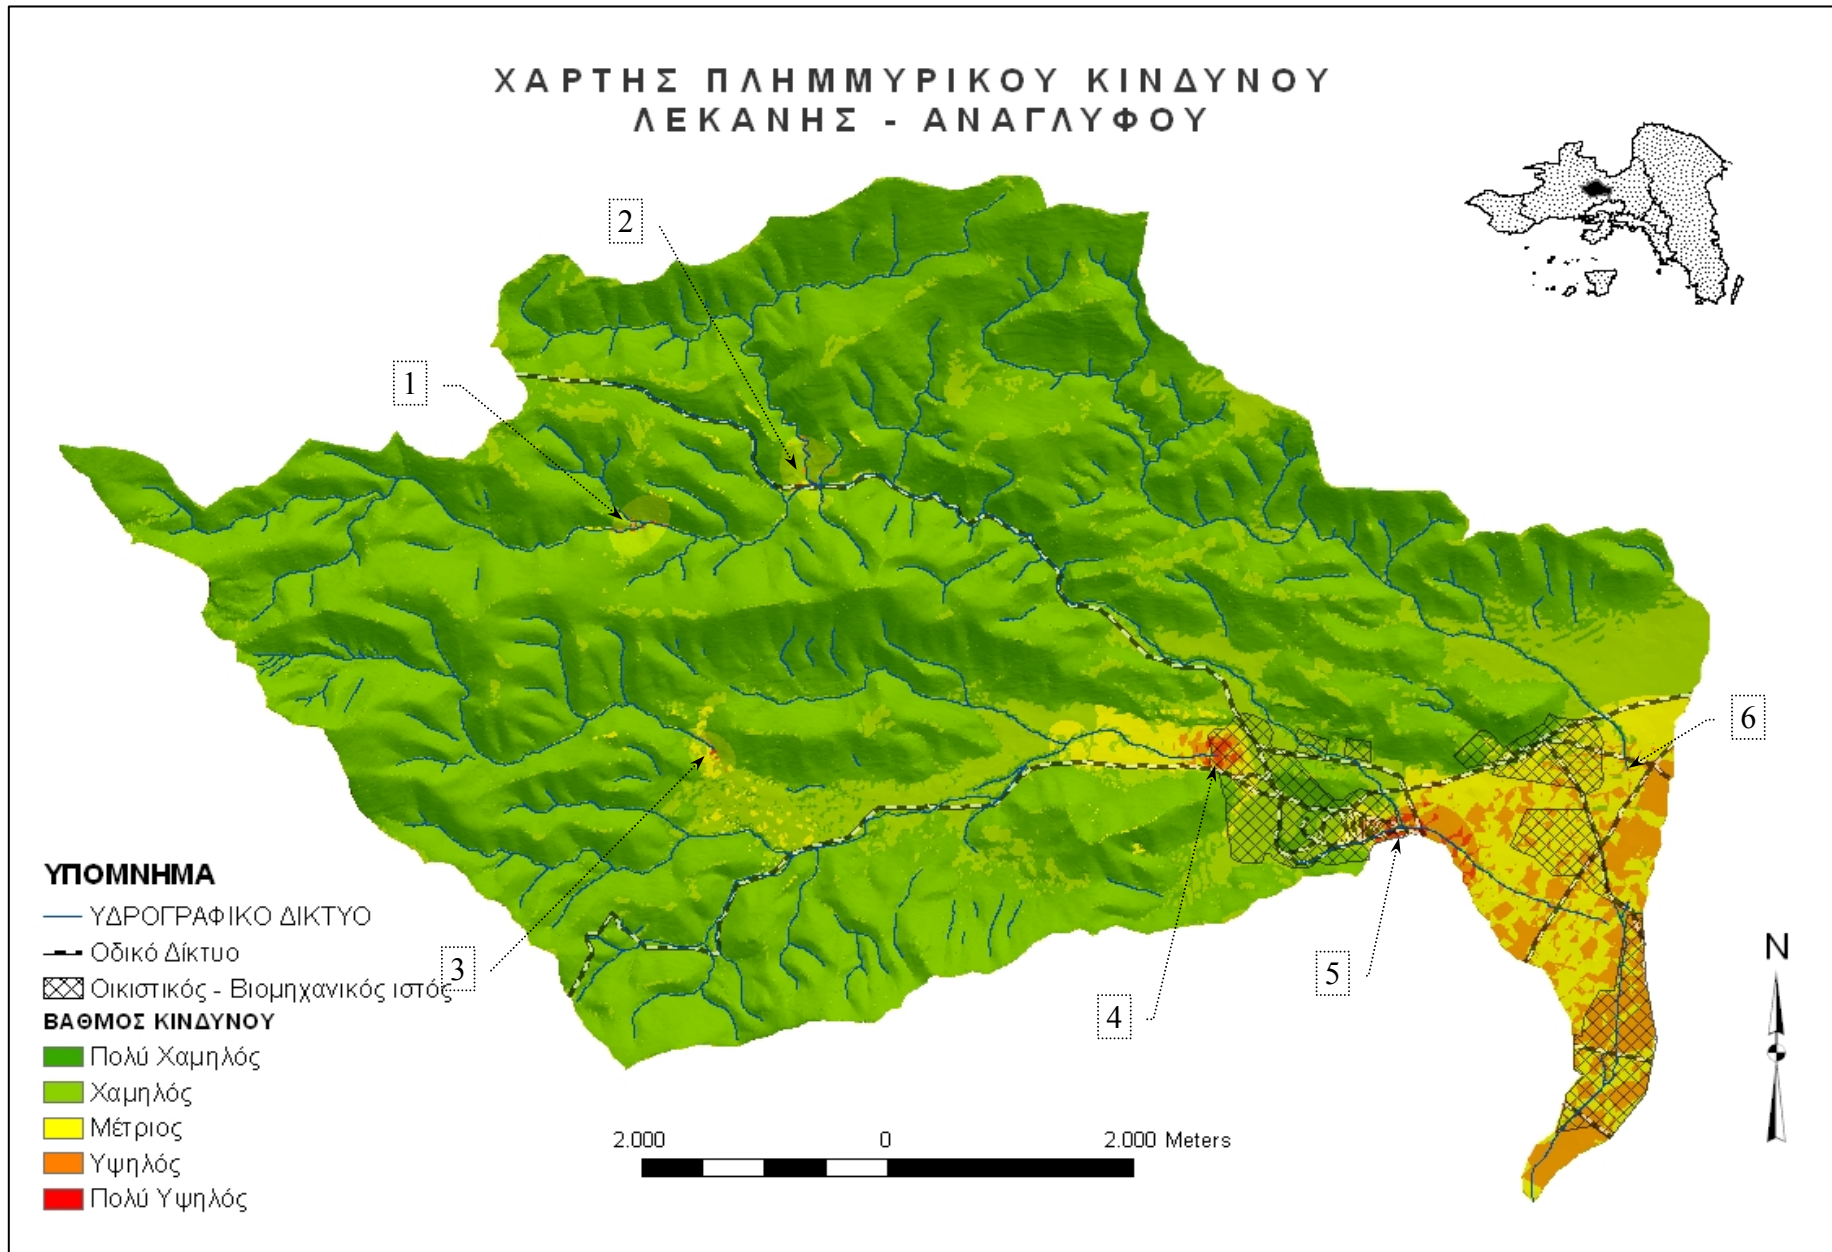 ΧΑΡΤΗΣ ΠΛΗΜΜΥΡΙΚΟΥ ΚΙΝΔΥΝΟΥ
ΛΕΚΑΝΗΣ - ΑΝΑΓΛΥΦΟΥ
2
1
6
3
4
5
ΥΠΟΜΝΗΜΑ
ΥΔΡΟΓΡΑΦΙΚΟ ΔΙΚΤΥΟ
Οδικό Δίκτυο
Οικιστικός - Βιομηχανικός ιστός
ΒΑΘΜΟΣ ΚΙΝΔΥΝΟΥ
Πολύ Χαμηλός
Χαμηλός
Μέτριος
Υψηλός
Πολύ Υψηλός
2.000 0 2.000 Meters
N